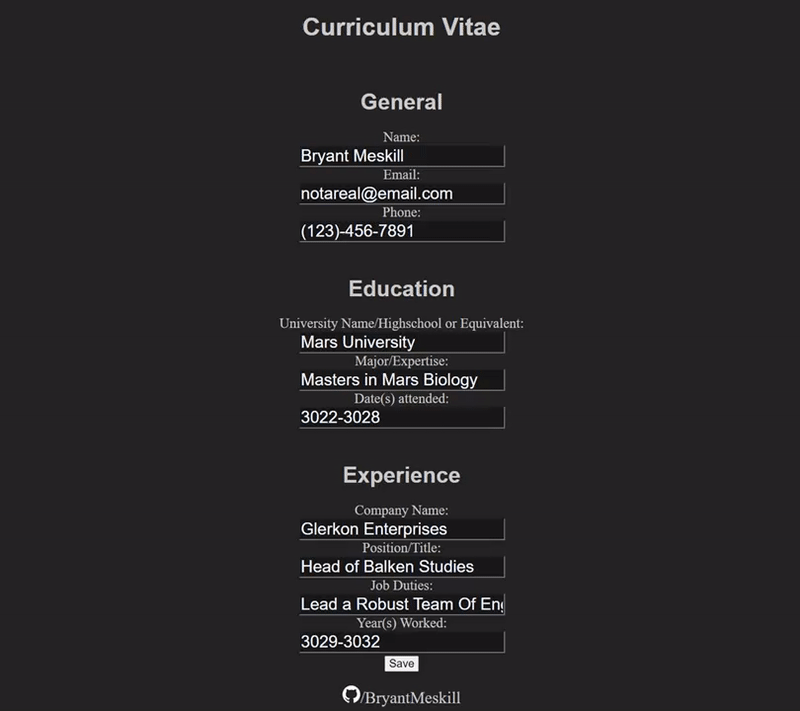 Curriculum Vitae
General
Name:
Bryant Meskill
Email:
notareal@email.com
Phone:
(123)-456-7891
Education
University Name/Highschool or Equivalent:
Mars University
Major/Expertise:
Masters in Mars Biology
Date(s) attended:
3022-3028
Experience
Company Name:
Glerkon Enterprises
Position/Title:
Head of Balken Studies
Job Duties:
Lead a Robust Team Of
Year(s) Worked:
3029-3032
Save
/BryantMeskill